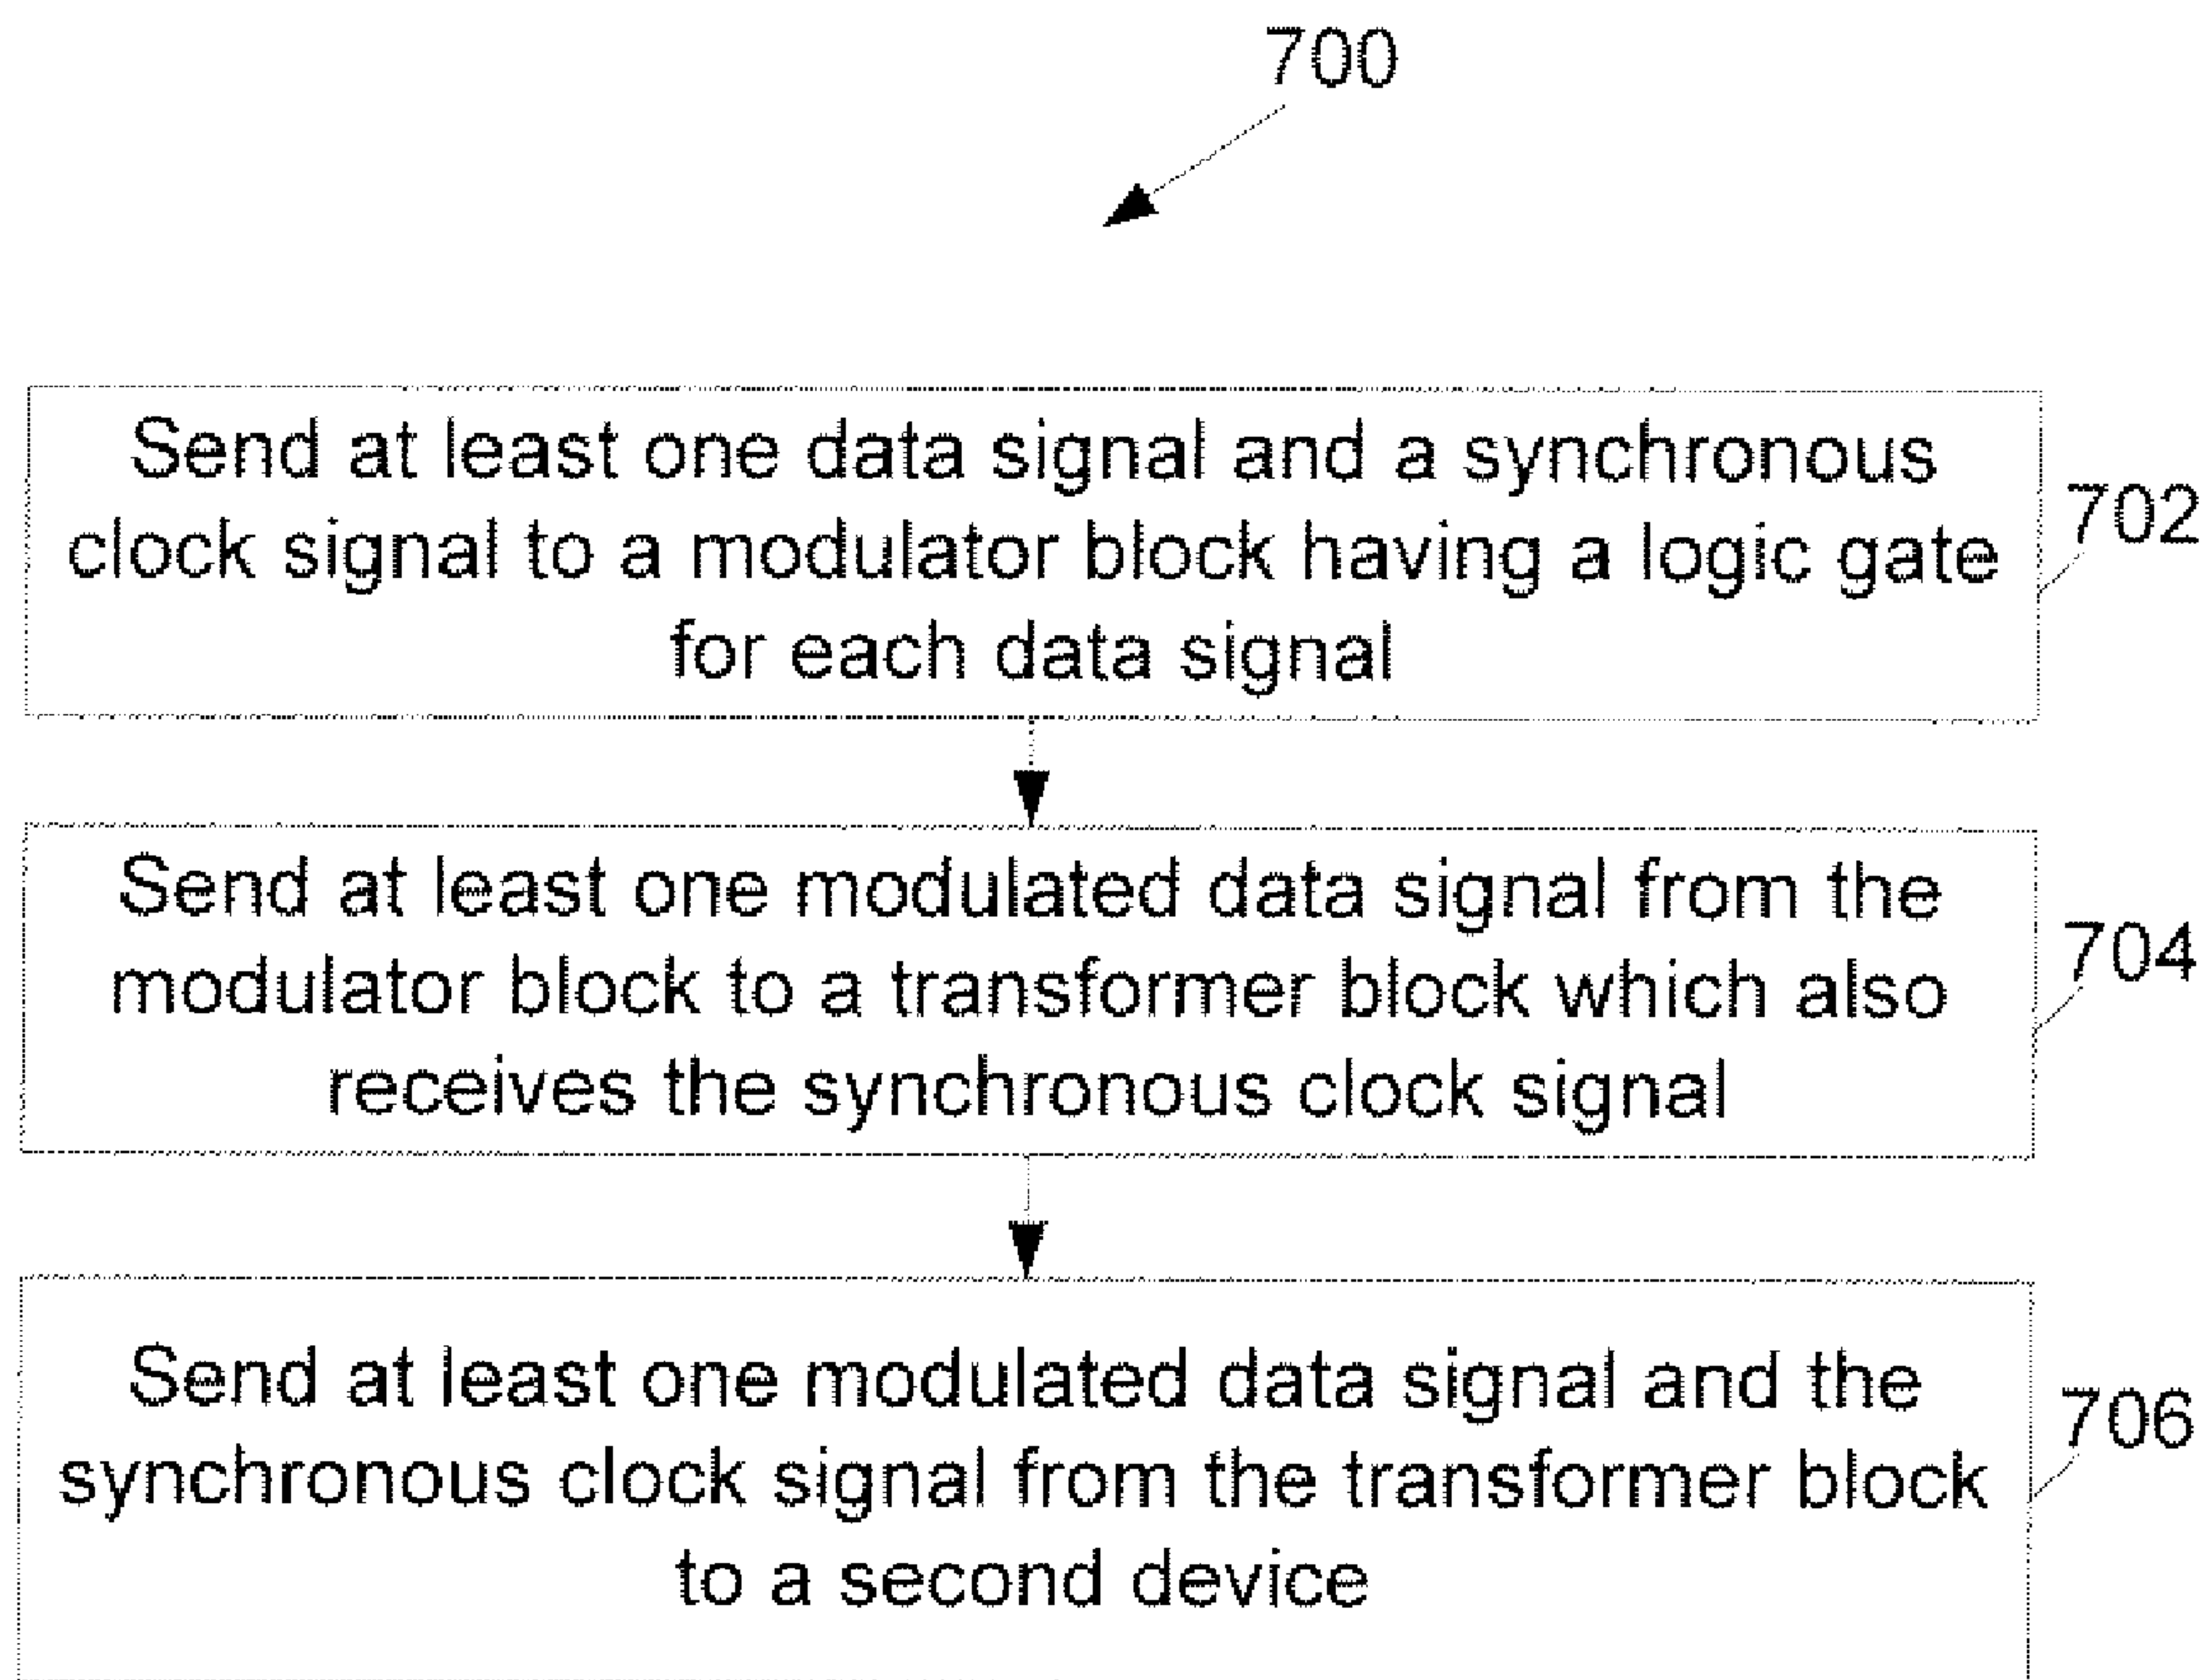 700
Send at least one data signal and a synchronous
clock signal to a modulator block having a logic gate
for each data signal
702
Send at least one modulated data signal from the
modulator block to a transformer block which also
receives the synchronous clock signal
704
Send at least one modulated data signal and the
synchronous clock signal from the transformer block
to a second device
706